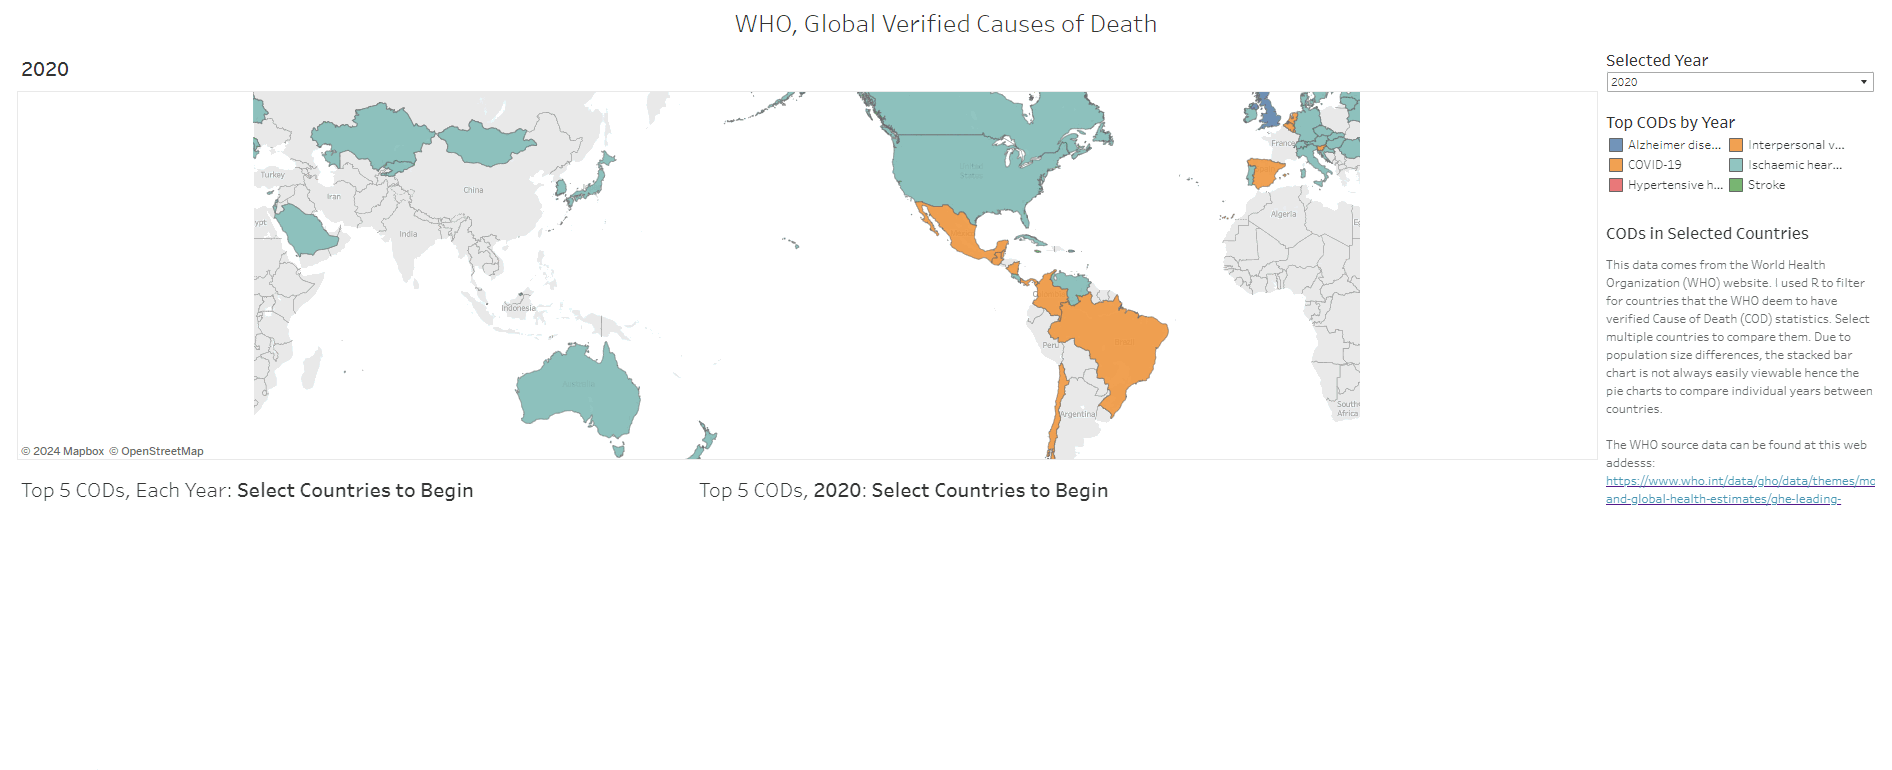 WHO, Global Verified Causes of Death
2020
Selected Year
2020
Top CODs by Year
Alzheimer dise...
Interpersonal v...
COVID-19
Ischaemic hear...
Hypertensive h...
Stroke
CODs in Selected Countries
This data comes from the World Health
Organization (WHO) website. I used R to filter
for countries that the WHO deem to have
verified Cause of Death (COD) statistics. Select
multiple countries to compare them. Due to
population size differences, the stacked bar
chart is not always easily viewable hence the
pie charts to compare individual years between
countries.
The WHO source data can be found at this web
addesss:
https://www.who.int/data/gho/data/themes/mo
and-global-health-estimates/ghe-leading-
Turkey
Iran
China
India
Indonesia
France
Algeria
Peru
Argentina
South
Africa
© 2024 Mapbox © OpenStreetMap
Top 5 CODs, Each Year: Select Countries to Begin
Top 5 CODs, 2020: Select Countries to Begin